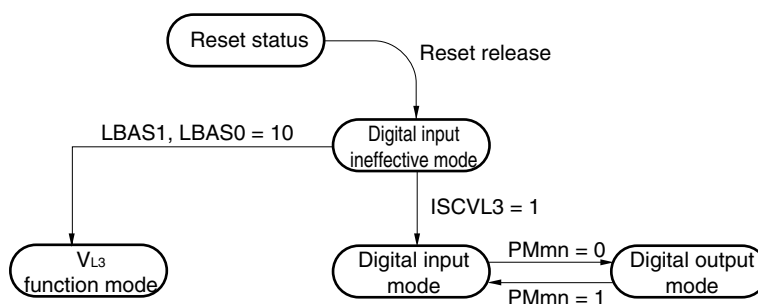 Reset status
Reset release
LBAS1, LBAS0 = 10
Digital input
ineffective mode
ISCVL3 = 1
VL3
function mode
Digital input
mode
PMmn = 0
PMmn = 1
Digital output
mode